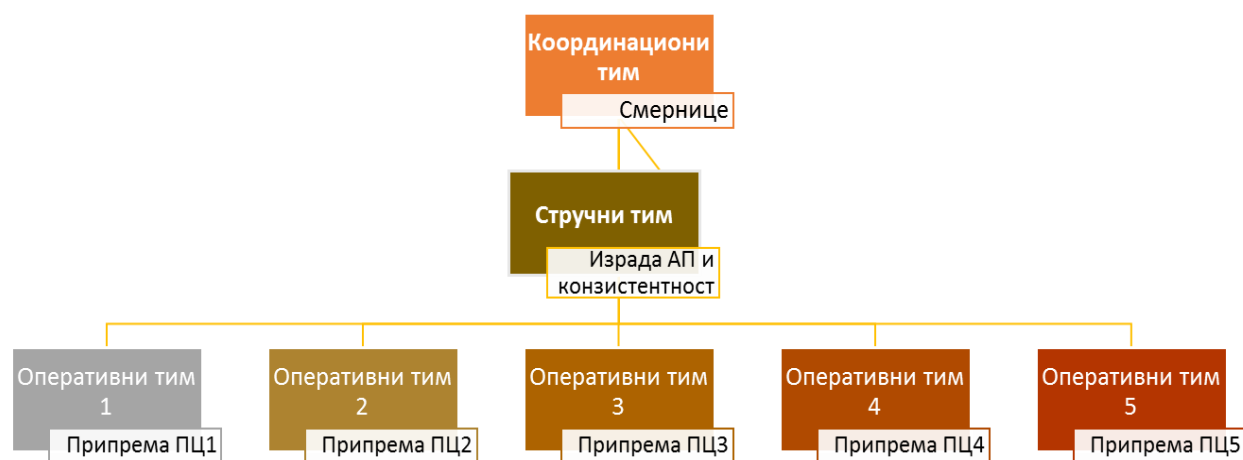 Координациони
тим
Смернице
Стручни тим
Израда АП и
конзистентност
Оперативни тим
1
Припрема ПЦ1
Оперативни тим
2
Припрема ПЦ2
Оперативни тим
3
Припрема ПЦ3
Оперативни тим
4
Припрема ПЦ4
Оперативни тим
5
Припрема ПЦ5